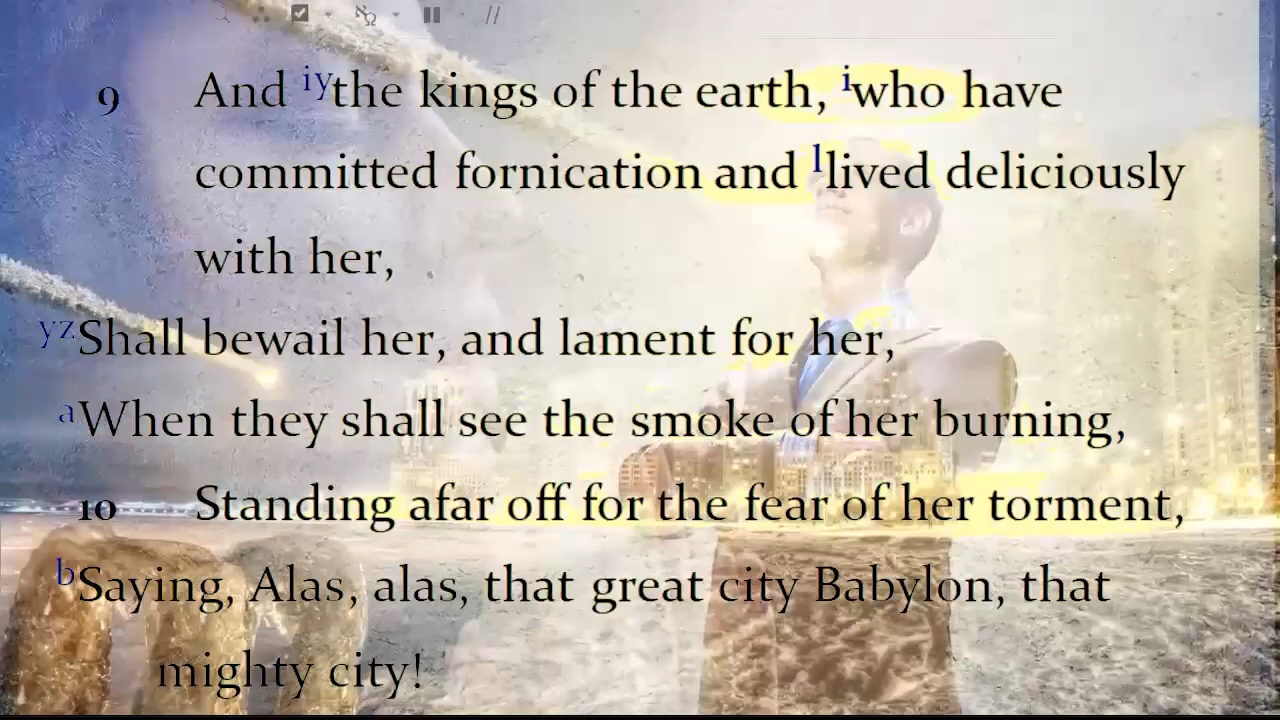 9 And iythe kings of the earth, iwho have
committed fornication and llived deliciously
with her,
yzShall bewail her, and lament for her,
aWhen they shall see the smoke of her burning,
10 Standing afar off for the fear of her torment,
bSaying, Alas, alas, that great city Babylon, that
mighty city!